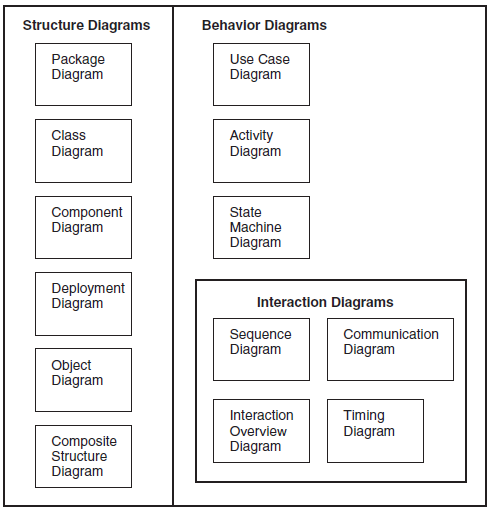 Structure Diagrams
Package
Diagram
Class
Diagram
Component
Diagram
Deployment
Diagram
Object
Diagram
Composite
Structure
Diagram
Behavior Diagrams
Use Case
Diagram
Activity
Diagram
State
Machine
Diagram
Interaction Diagrams
Sequence
Diagram
Communication
Diagram
Interaction
Overview
Diagram
Timing
Diagram